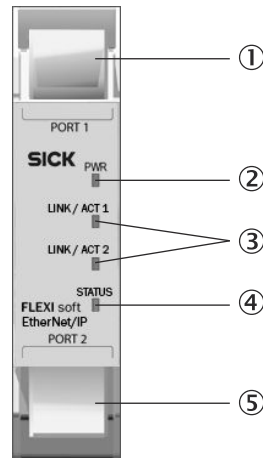 ①
PORT 1
SICK
PWR
②
LINK / ACT 1
③
LINK / ACT 2
STATUS
④
FLEXI soft
EtherNet/IP
PORT 2
⑤